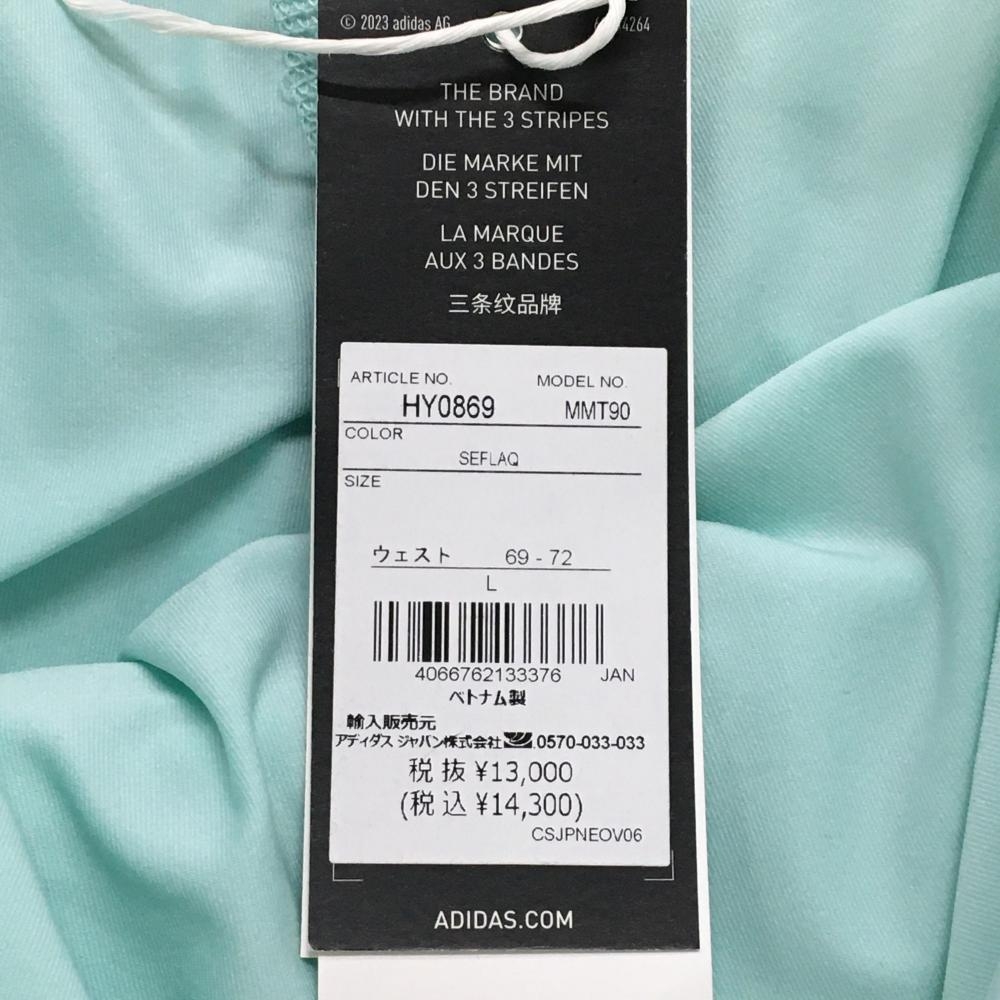 © 2023 adidas AG
THE BRAND
WITH THE 3 STRIPES
DIE MARKE MIT
DEN 3 STREIFEN
LA MARQUE
AUX 3 BANDES
三条纹品牌
ARTICLE NO. MODEL NO.
HY0869 MMT90
COLOR
SEFLAQ
SIZE
ウェスト 69 - 72
L
4066762133376 JAN
ベトナム製
輸入販売元
アディダス ジャパン株式会社 0570-033-033
税抜 ¥13,000
(税込 ¥14,300)
CSJPNEOV06
ADIDAS.COM